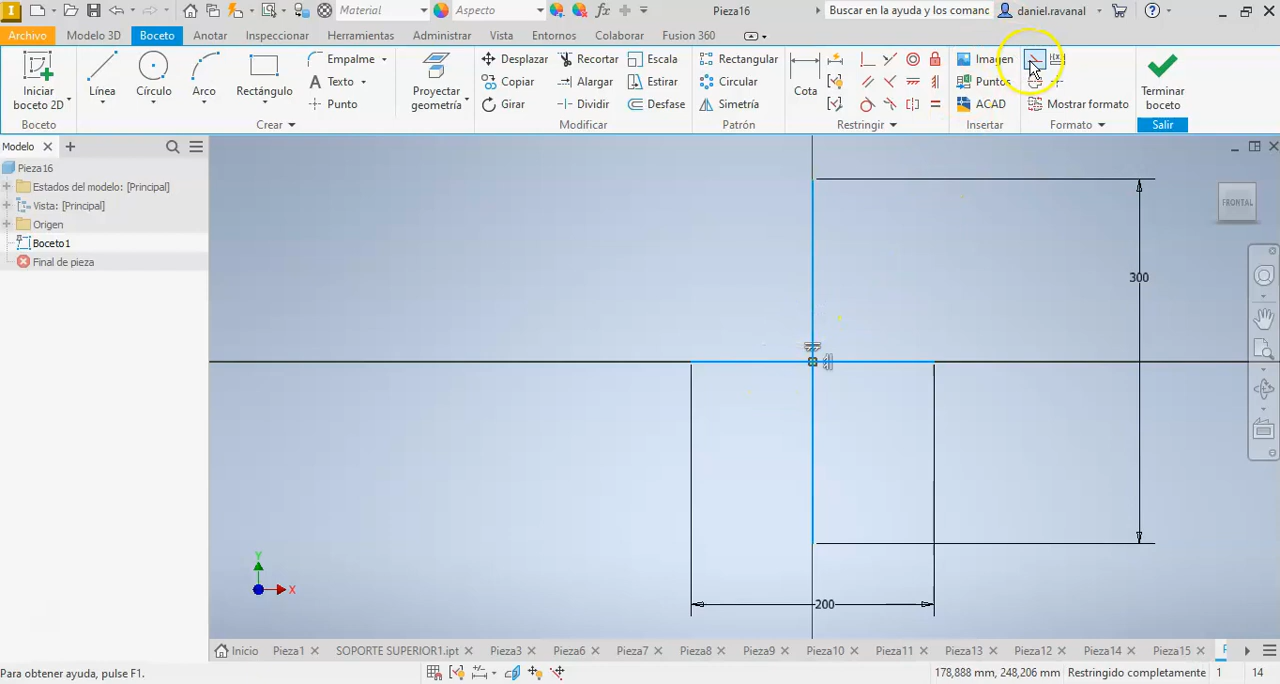 Material
Aspecto
Pieza16
Buscar en la ayuda y los comanc
daniel.ravanal
Archivo
Modelo 3D
Boceto
Anotar
Inspeccionar
Herramientas
Administrar
Vista
Entornos
Colaborar
Fusion 360
Iniciar
boceto 2D
Línea
Círculo
Arco
Rectángulo
Empalme
Texto
Punto
Proyectar
geometría
Desplazar
Copiar
Girar
Recortar
Alargar
Dividir
Escala
Estirar
Desfase
Rectangular
Circular
Simetría
Cota
Imagen
Puntos
ACAD
Mostrar formato
Terminar
boceto
Boceto
Crear
Modificar
Patrón
Restringir
Insertar
Formato
Salir
Modelo
Pieza16
Estados del modelo: [Principal]
Vista: [Principal]
Origen
Boceto1
Final de pieza
FRONTAL
300
200
Y
X
Inicio
Pieza1
SOPORTE SUPERIOR1.ipt
Pieza3
Pieza6
Pieza7
Pieza8
Pieza9
Pieza10
Pieza11
Pieza13
Pieza12
Pieza14
Pieza15
Para obtener ayuda, pulse F1.
178,888 mm, 248,206 mm
Restringido completamente
1
14